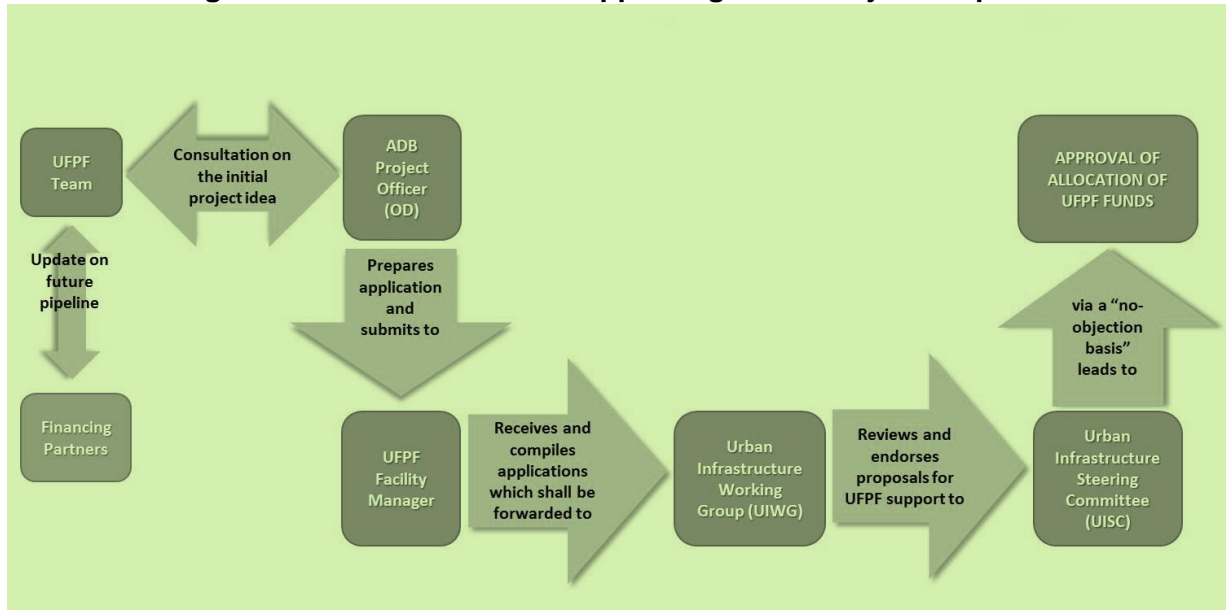 UFPF
Team
Consultation on
the initial
project idea
ADB
Project
Officer
(OD)
APPROVAL OF
ALLOCATION OF
UFPF FUNDS
Update on
future
pipeline
Prepares
application
and
submits to
via a “no-
objection
basis”
leads to
Financing
Partners
UFPF
Facility
Manager
Receives and
compiles
applications
which shall be
forwarded to
Urban
Infrastructure
Working
Group (UIWG)
Reviews and
endorses
proposals for
UFPF support to
Urban
Infrastructure
Steering
Committee
(UISC)